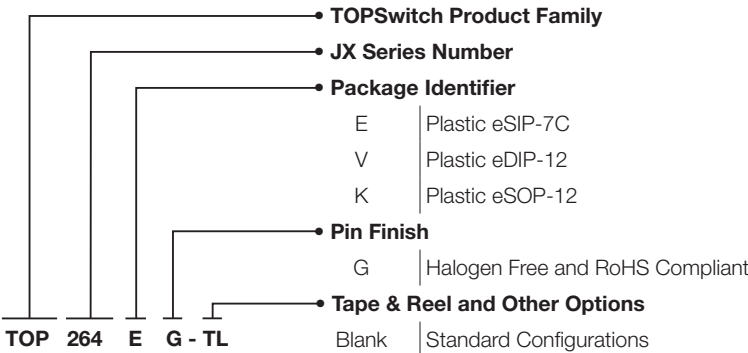 TOPSwitch Product Family
JX Series Number
Package Identifier
E Plastic eSIP-7C
V Plastic eDIP-12
K Plastic eSOP-12
Pin Finish
G Halogen Free and RoHS Compliant
Tape & Reel and Other Options
TOP 264 E G - TL Blank Standard Configurations